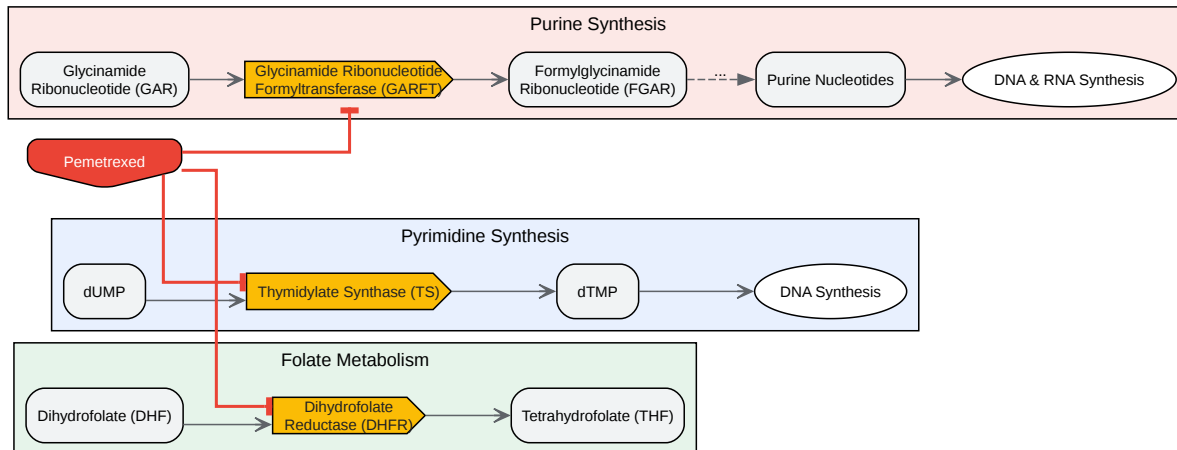 Purine Synthesis
Glycinamide
Ribonucleotide (GAR)
Glycinamide Ribonucleotide
Formyltransferase (GARFT)
Formylglycinamide
Ribonucleotide (FGAR)
...
Purine Nucleotides
DNA & RNA Synthesis
Pemetrexed
Pyrimidine Synthesis
dUMP
Thymidylate Synthase (TS)
dTMP
DNA Synthesis
Folate Metabolism
Dihydrofolate (DHF)
Dihydrofolate
Reductase (DHFR)
Tetrahydrofolate (THF)